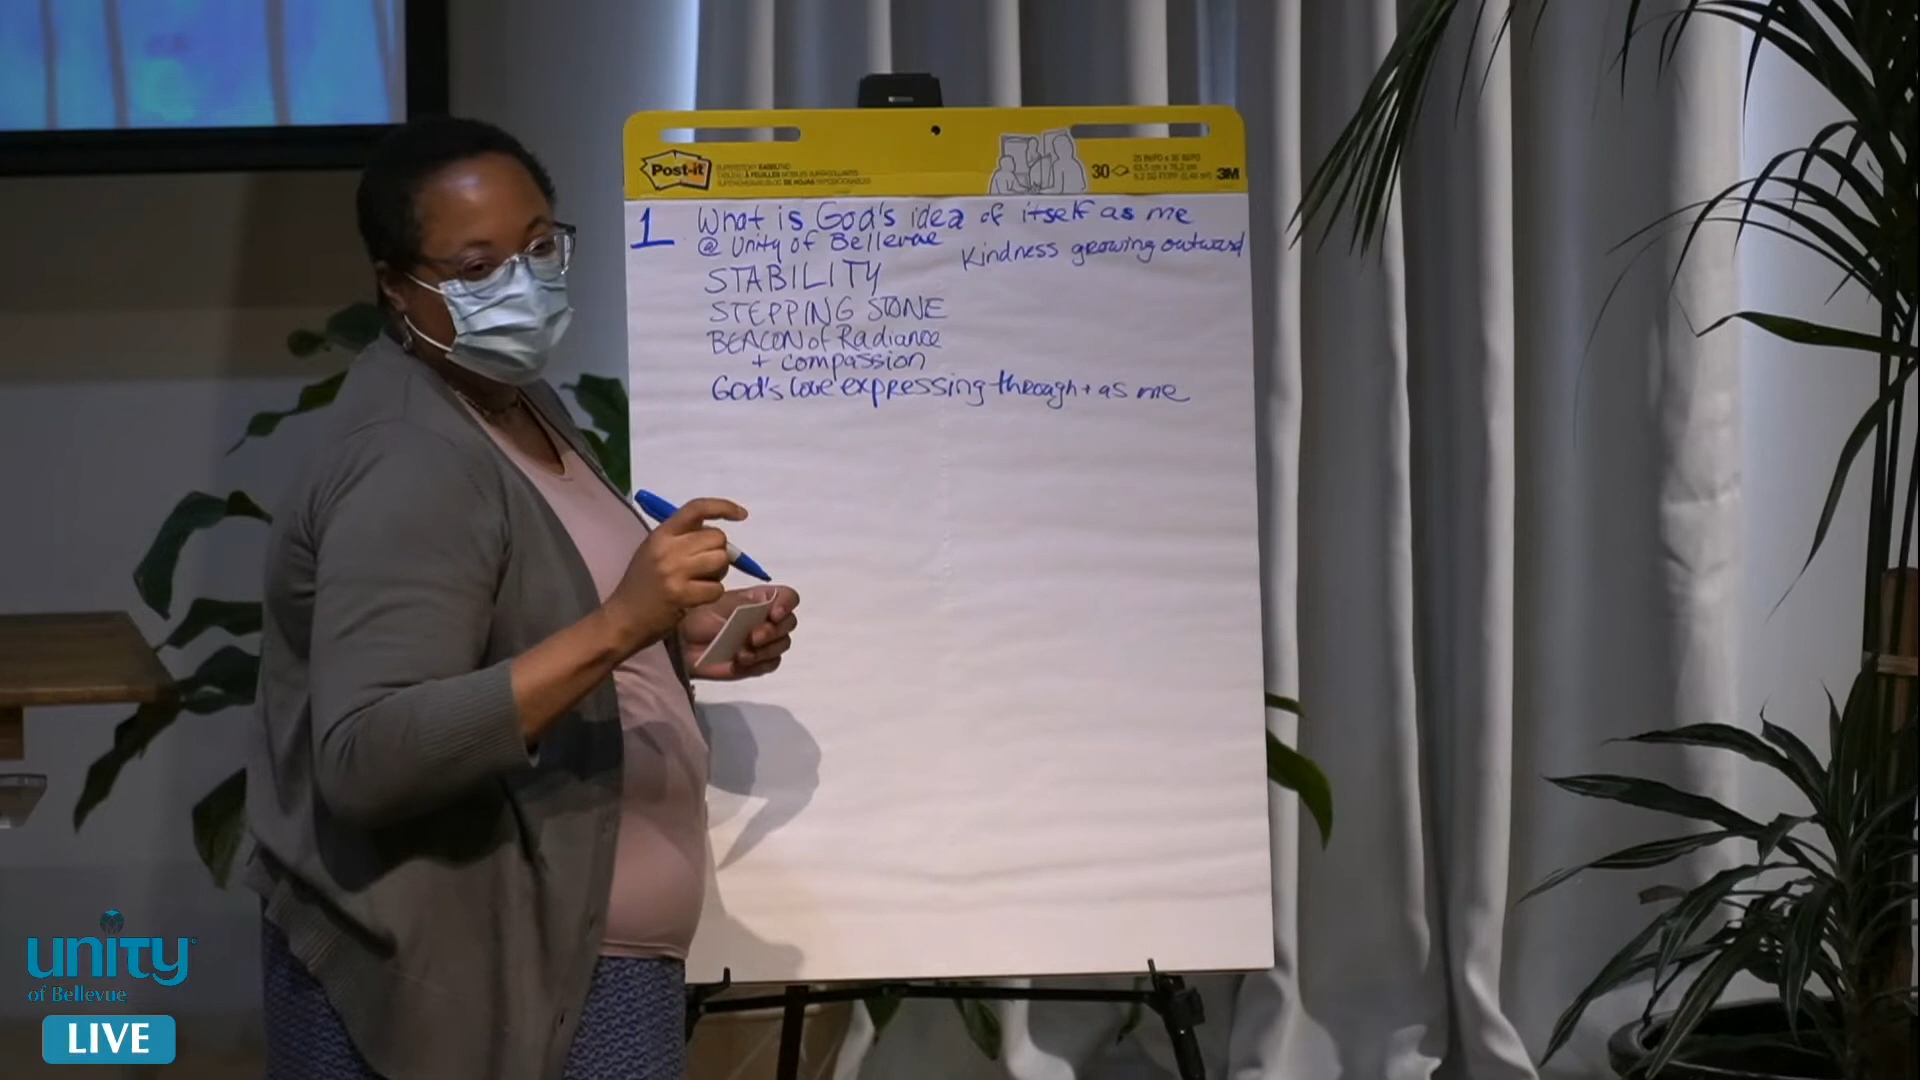 Post-it
30
3M
1 What is God's idea of itself as me
@ Unity of Bellevue
Kindness growing outward
STABILITY
STEPPING STONE
BEACON of Radiance
+ compassion
God's love expressing through + as me
unity
of Bellevue
LIVE